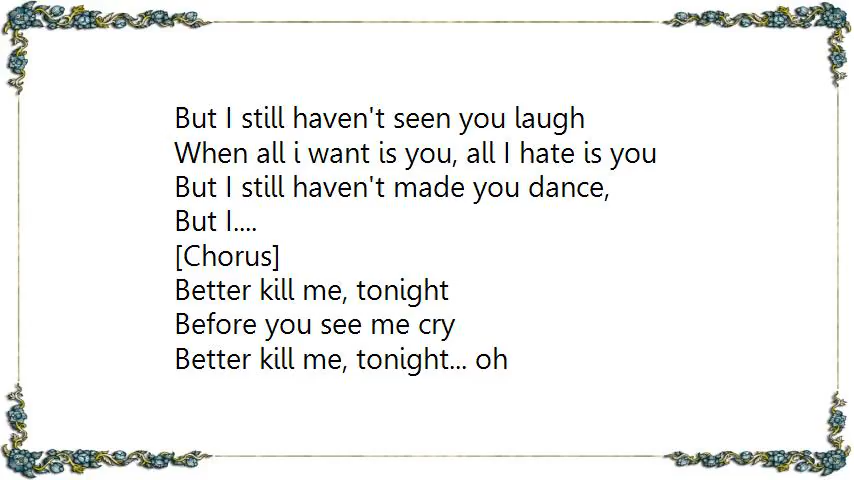 But I still haven't seen you laugh
When all i want is you, all I hate is you
But I still haven't made you dance,
But I....
[Chorus]
Better kill me, tonight
Before you see me cry
Better kill me, tonight... oh